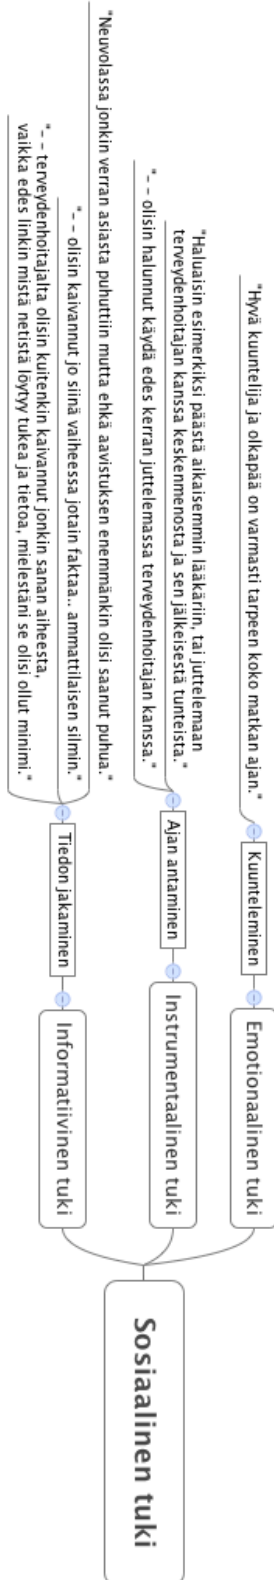 "Hyvä kuuntelija ja olkapää on varmasti tarpeen koko matkan ajan."
Kuunteleminen
Emotionaalinen tuki
"Haluaisin esimerkiksi päästä aikaisemmin lääkäriin, tai juttelemaan
terveydenhoitajan kanssa keskenmenosta ja sen jälkeisestä tunteista."
"- - olisin halunnut käydä edes kerran juttelemassa terveydenhoitajan kanssa."
Ajan antaminen
Instrumentaalinen tuki
"Neuvolassa jonkin verran asiasta puhuttiin mutta ehkä aavistuksen enemmänkin olisi saanut puhua."
"- - olisin kaivannut jo siinä vaiheessa jotain faktaa.. ammattilaisen silmin."
"- - terveydenhoitajalta olisin kuitenkin kaivannut jonkin sanan aiheesta,
vaikka edes linkin mistä netistä löytyy tukea ja tietoa, mielestäni se olisi ollut minimi."
Tiedon jakaminen
Informatiivinen tuki
Sosiaalinen tuki